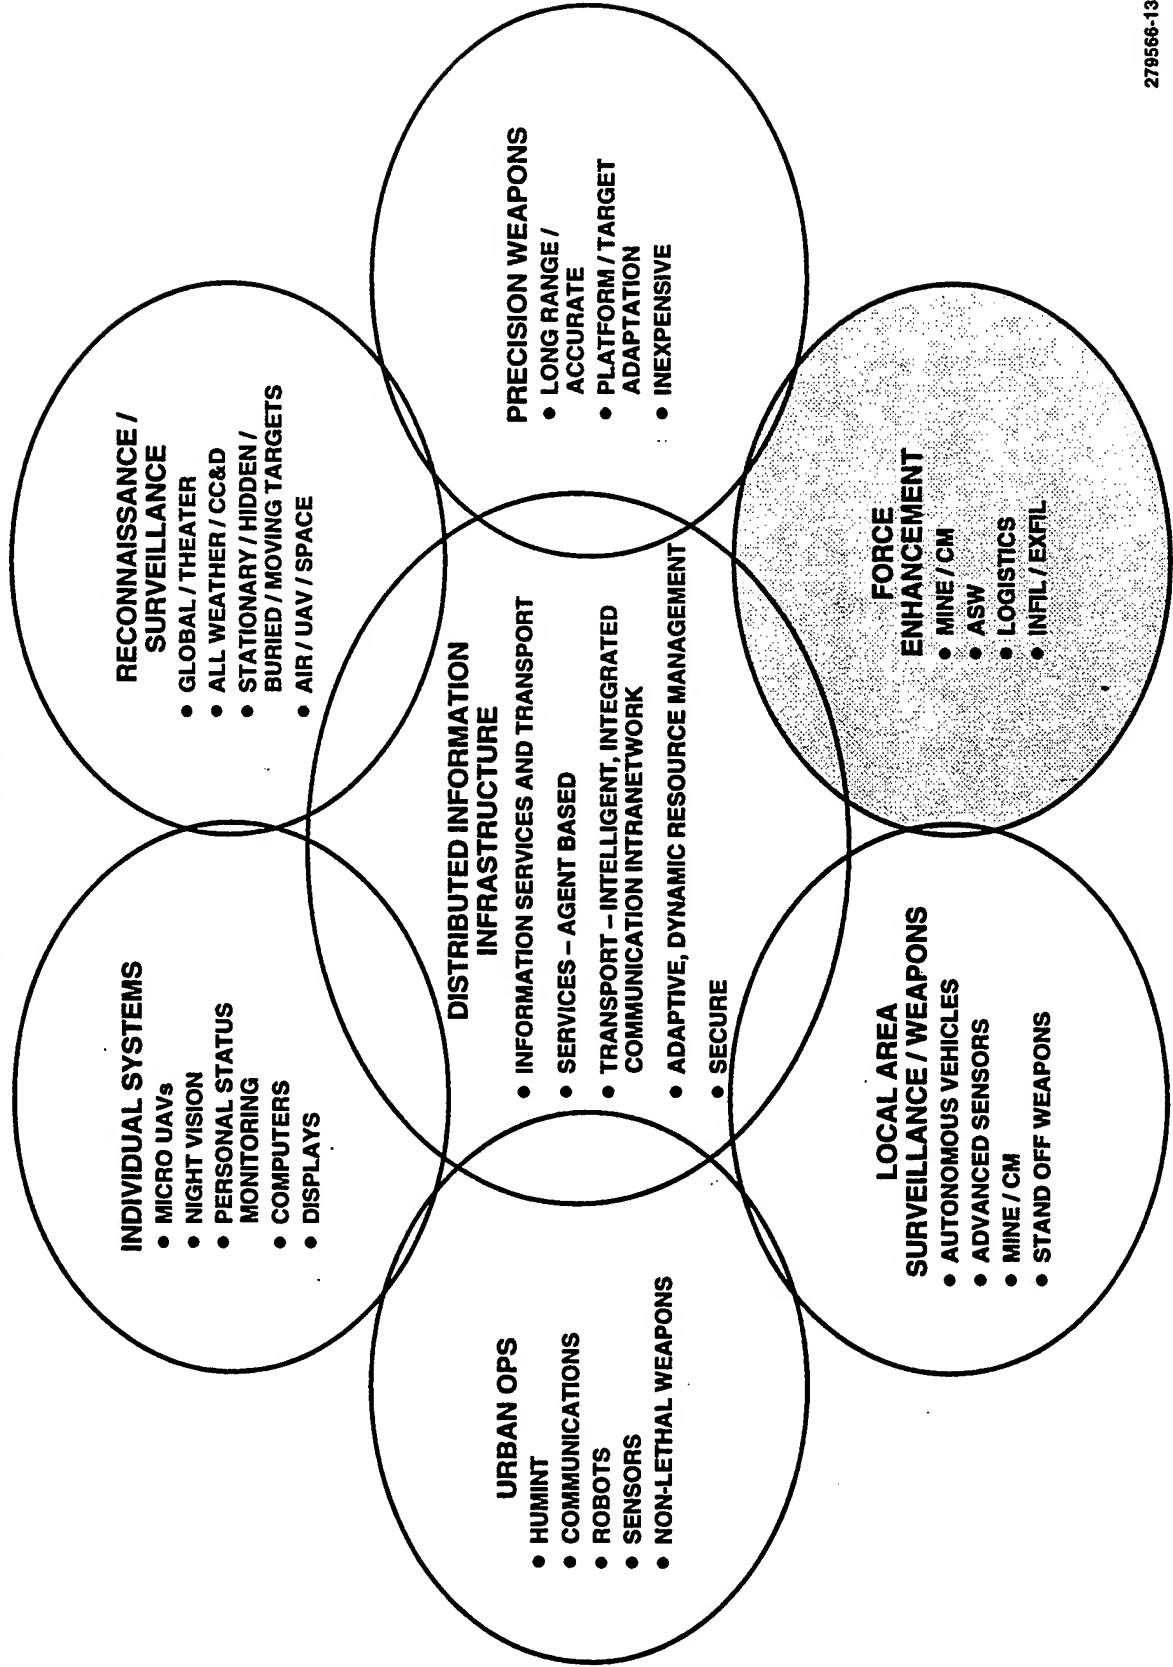 INDIVIDUAL SYSTEMS
• MICRO UAVs
• NIGHT VISION
• PERSONAL STATUS
MONITORING
• COMPUTERS
• DISPLAYS
RECONNAISSANCE /
SURVEILLANCE
• GLOBAL / THEATER
• ALL WEATHER / CC&D
• STATIONARY / HIDDEN /
BURIED / MOVING TARGETS
• AIR / UAV / SPACE
URBAN OPS
• HUMINT
• COMMUNICATIONS
• ROBOTS
• SENSORS
• NON-LETHAL WEAPONS
DISTRIBUTED INFORMATION
INFRASTRUCTURE
• INFORMATION SERVICES AND TRANSPORT
• SERVICES – AGENT BASED
• TRANSPORT – INTELLIGENT, INTEGRATED
COMMUNICATION INTRANETWORK
• ADAPTIVE, DYNAMIC RESOURCE MANAGEMENT
• SECURE
PRECISION WEAPONS
• LONG RANGE /
ACCURATE
• PLATFORM / TARGET
ADAPTATION
• INEXPENSIVE
LOCAL AREA
SURVEILLANCE / WEAPONS
• AUTONOMOUS VEHICLES
• ADVANCED SENSORS
• MINE / CM
• STAND OFF WEAPONS
FORCE
ENHANCEMENT
• MINE / CM
• ASW
• LOGISTICS
• INFIL / EXFIL
279566-13